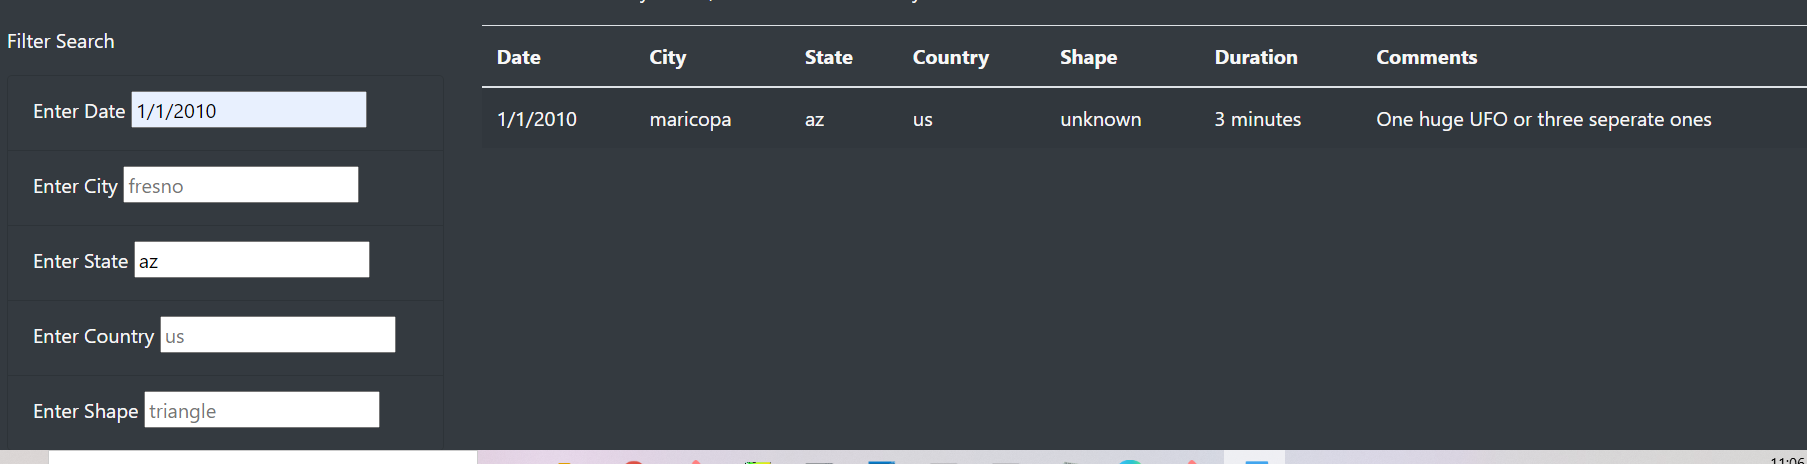 Filter Search
Enter Date 1/1/2010
Enter City fresno
Enter State az
Enter Country us
Enter Shape triangle
Date City State Country Shape Duration Comments
1/1/2010 maricopa az us unknown 3 minutes One huge UFO or three seperate ones
11:06